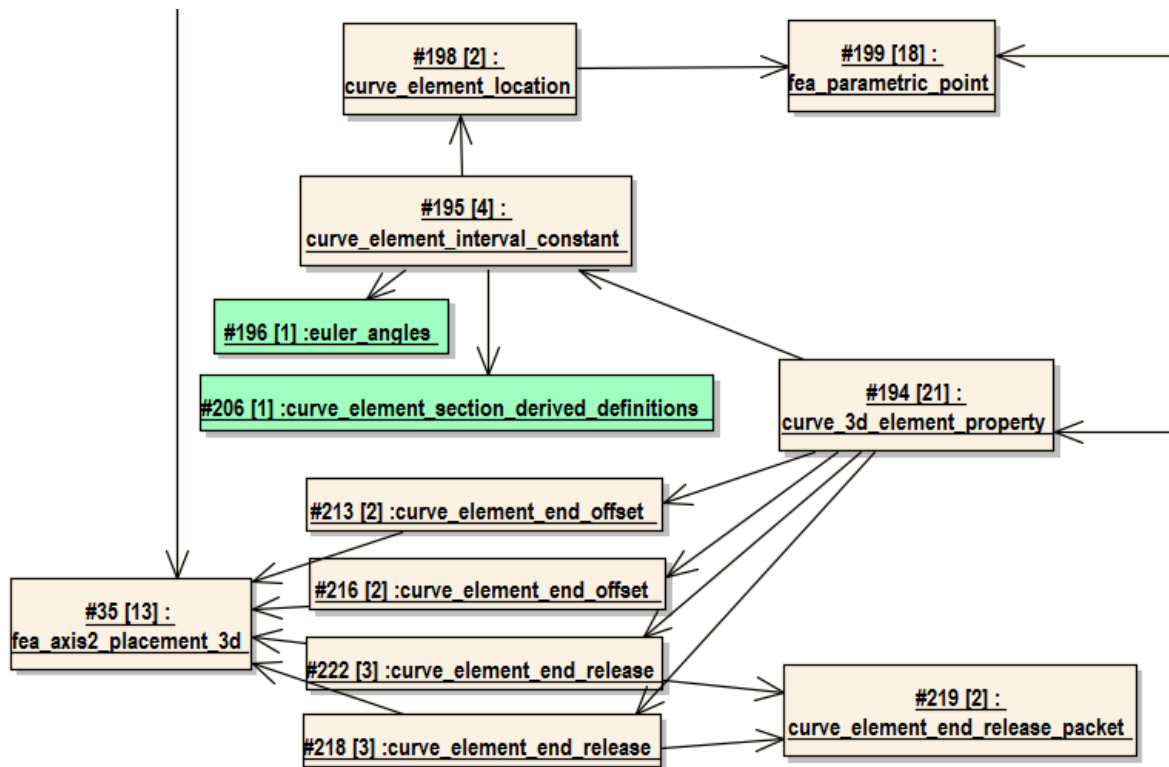 #198 [2] :
curve_element_location
#199 [18] :
fea_parametric_point
#195 [4] :
curve_element_interval_constant
#196 [1] :euler_angles
#206 [1] :curve_element_section_derived_definitions
#194 [21] :
curve_3d_element_property
#213 [2] :curve_element_end_offset
#216 [2] :curve_element_end_offset
#35 [13] :
fea_axis2_placement_3d
#222 [3] :curve_element_end_release
#219 [2] :
curve_element_end_release_packet
#218 [3] :curve_element_end_release